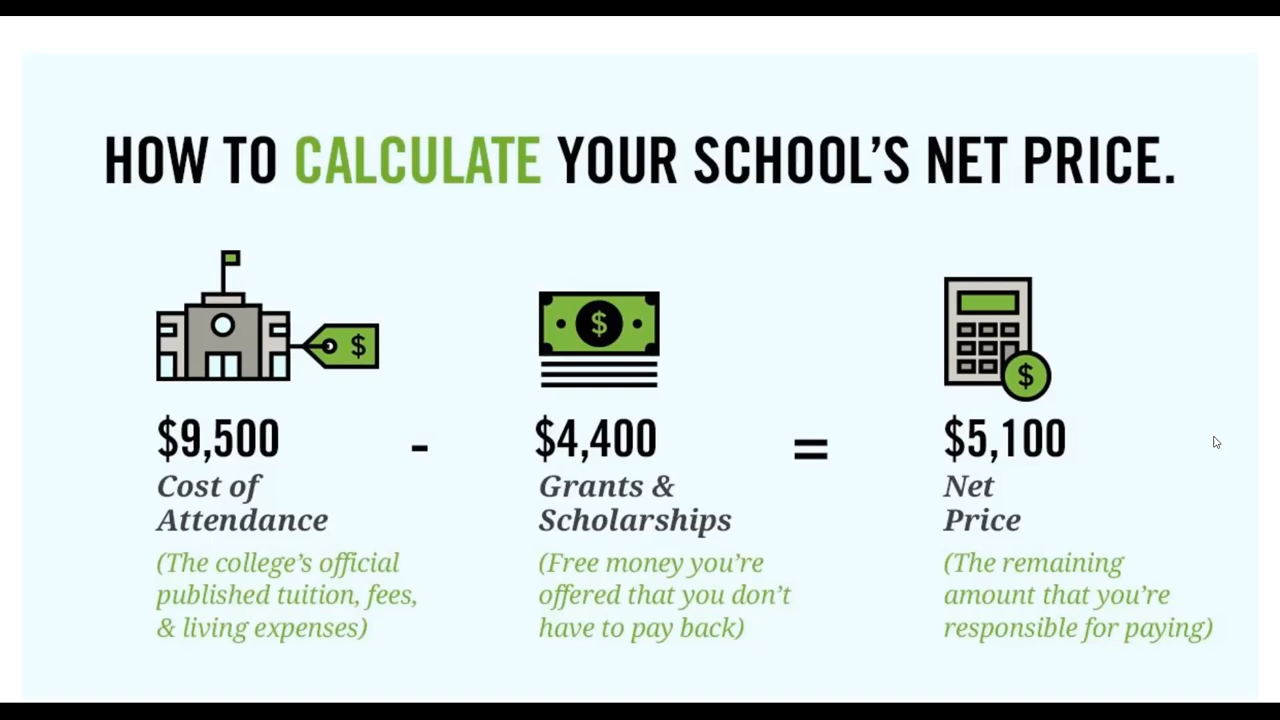 HOW TO CALCULATE YOUR SCHOOL'S NET PRICE.
$
$
$
$9,500
-
$4,400
=
$5,100
Cost of
Attendance
Grants &
Scholarships
Net
Price
(The college's official
published tuition, fees,
& living expenses)
(Free money you're
offered that you don't
have to pay back)
(The remaining
amount that you're
responsible for paying)